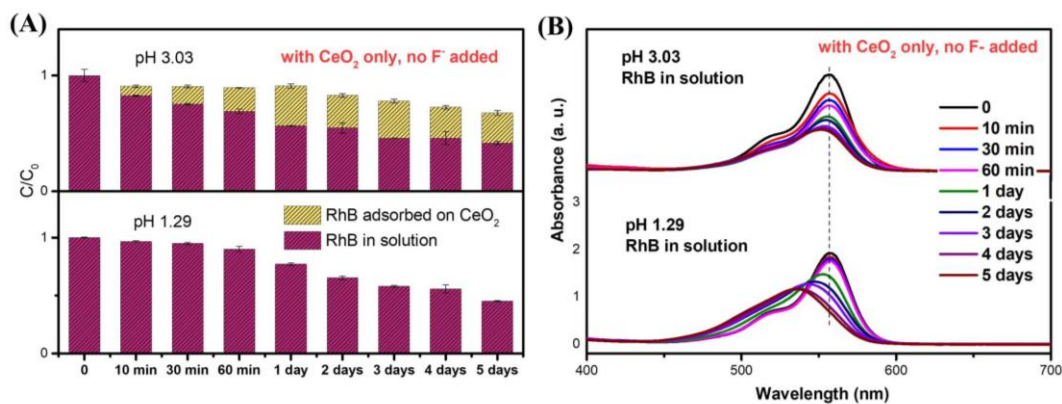 (A)
pH 3.03
with CeO₂ only, no F⁻ added
1
0
C/C₀
pH 1.29
RhB adsorbed on CeO₂
RhB in solution
1
0
0 10 min 30 min 60 min 1 day 2 days 3 days 4 days 5 days
(B)
with CeO₂ only, no F- added
pH 3.03
RhB in solution
0
10 min
30 min
60 min
1 day
2 days
3 days
4 days
5 days
Absorbance (a. u.)
3
pH 1.29
RhB in solution
2
1
0
400 500 600 700
Wavelength (nm)